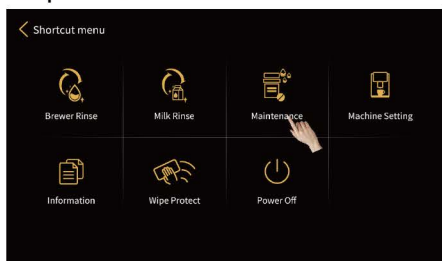 Shortcut menu
Brewer Rinse
Milk Rinse
Maintenance
Machine Setting
Information
Wipe Protect
Power Off